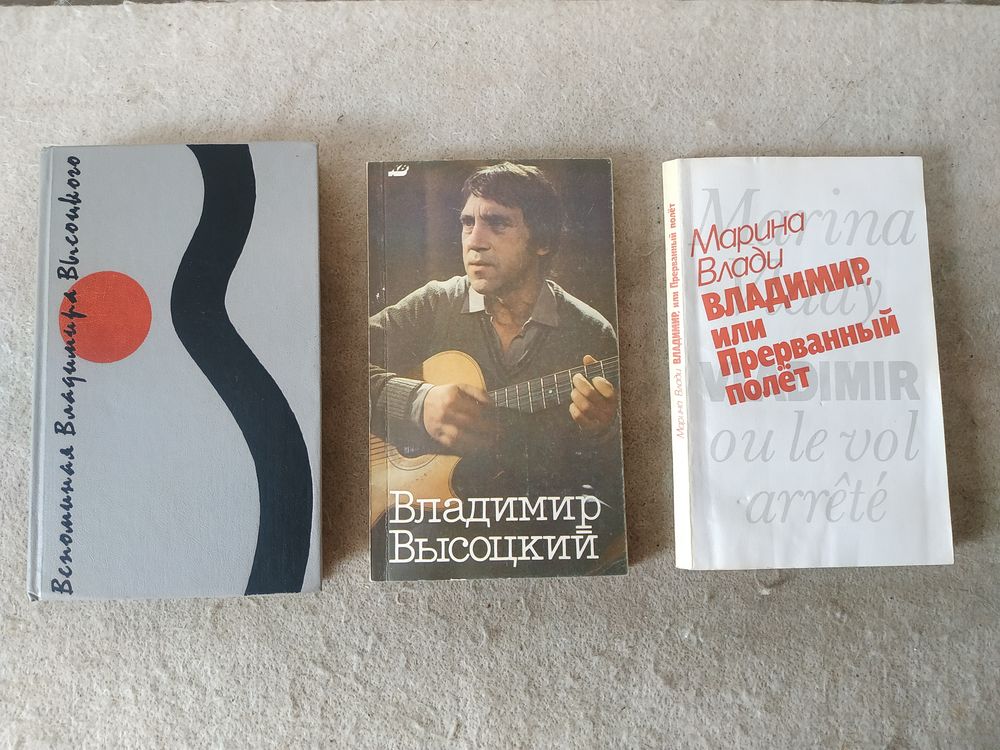 Вспоминая Владимира Высоцкого
Владимир
Высоцкий
Марина Влади ВЛАДИМИР, или Прерванный полёт
Marina
Vlady
VLADIMIR
ou le vol
arrêté
Марина
Влади
ВЛАДИМИР,
или
Прерванный
полёт